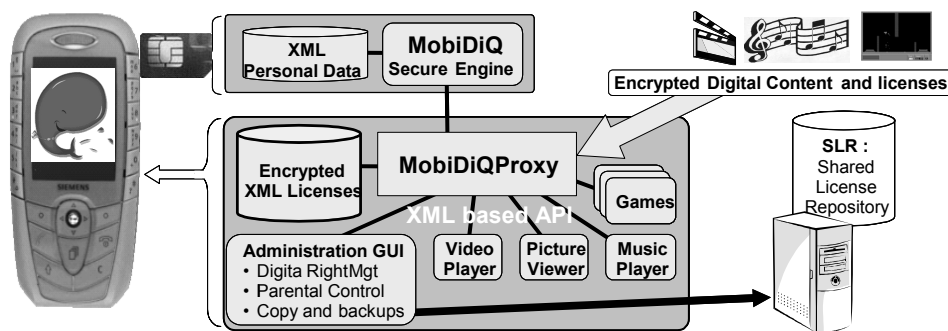 XML
Personal Data
MobiDiQ
Secure Engine
Encrypted Digital Content and licenses
SIEMENS
Encrypted
XML Licenses
MobiDiQProxy
XML based API
Games
SLR :
Shared
License
Repository
Administration GUI
• Digita RightMgt
• Parental Control
• Copy and backups
Video
Player
Picture
Viewer
Music
Player